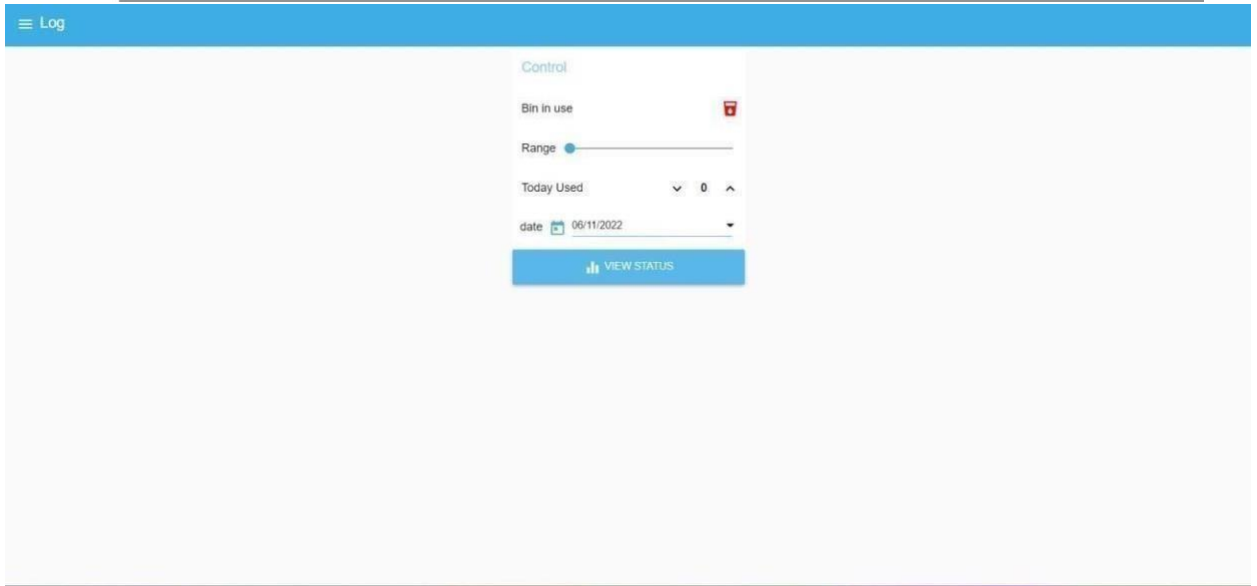 Log
Control
Bin in use
Range
Today Used 0
date 06/11/2022
VIEW STATUS